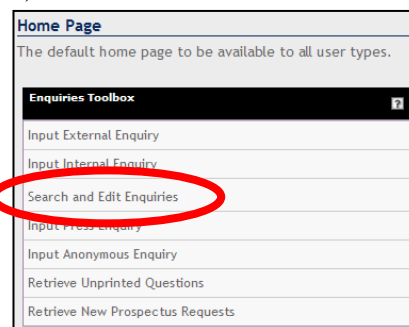 Home Page
The default home page to be available to all user types.
Enquiries Toolbox
?
Input External Enquiry
Input Internal Enquiry
Search and Edit Enquiries
Input Press Enquiry
Input Anonymous Enquiry
Retrieve Unprinted Questions
Retrieve New Prospectus Requests